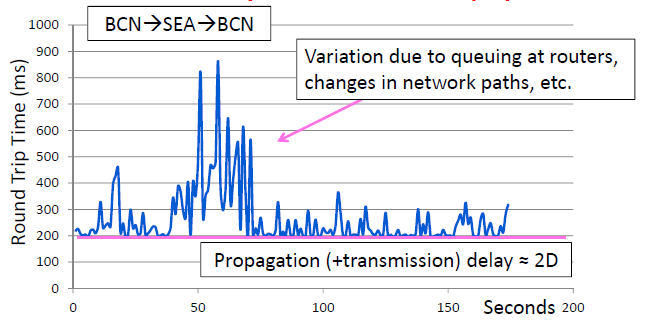 BCN→SEA→BCN
Variation due to queuing at routers,
changes in network paths, etc.
Round Trip Time (ms)
1000
900
800
700
600
500
400
300
200
100
0
Propagation (+transmission) delay ≈ 2D
0 50 100 150 Seconds 200